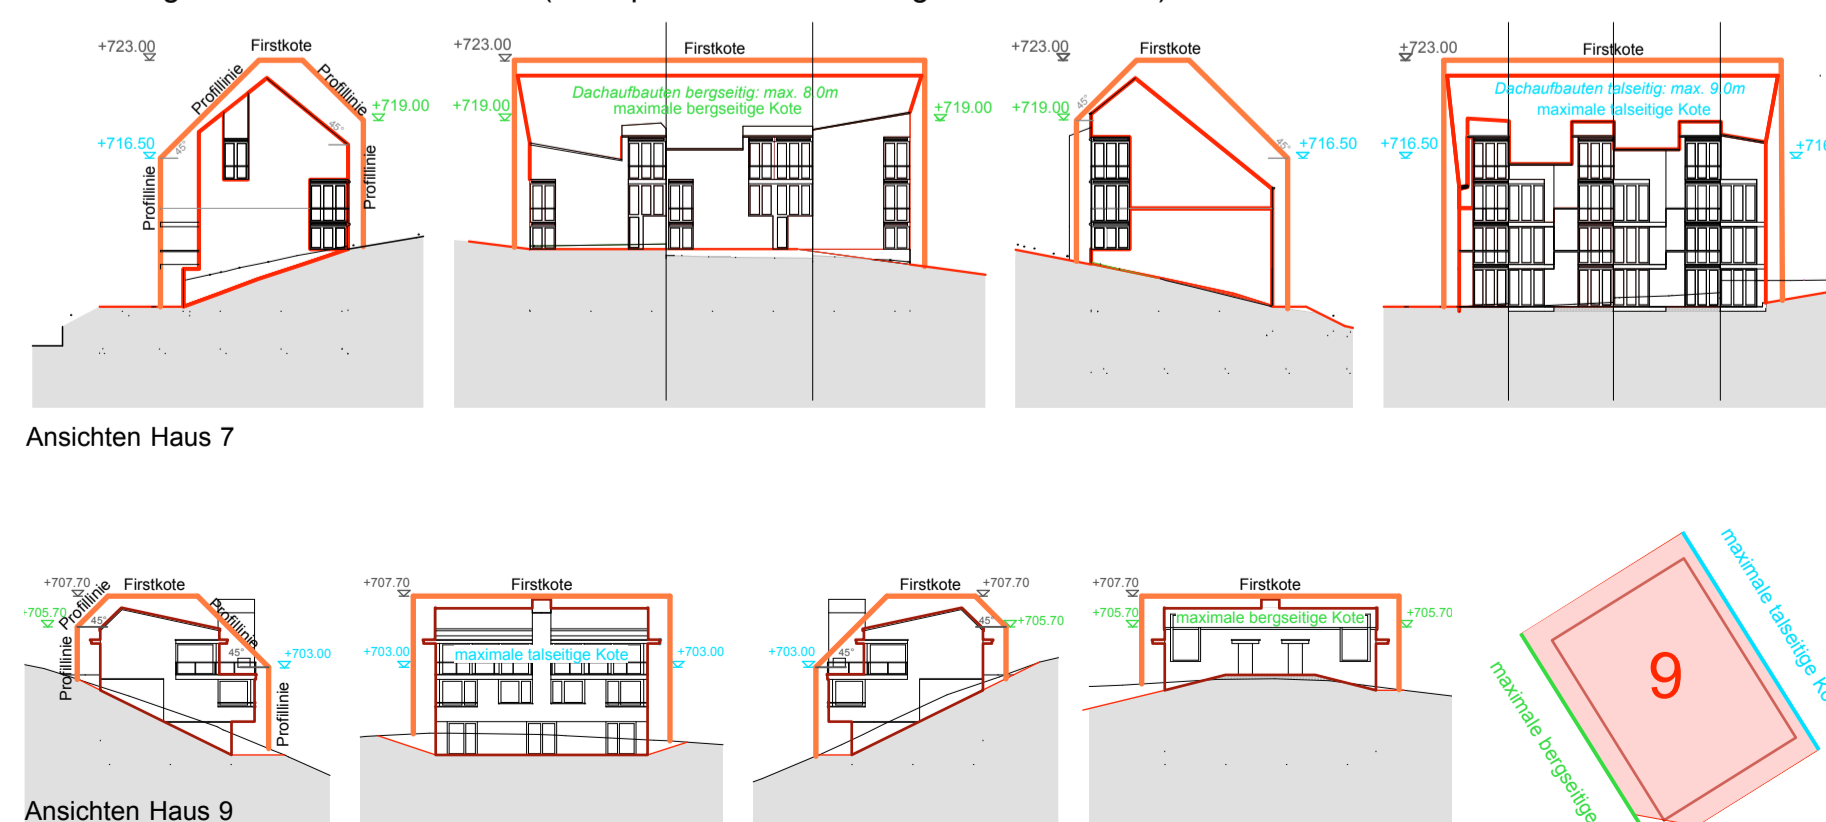 +723.00
Firstkote
Profillinie
Profillinie
+719.00
+716.50
45°
45°
Profillinie
Profillinie
+723.00
Firstkote
Dachaufbauten bergseitig: max. 8.0m
maximale bergseitige Kote
+719.00
+719.00
+723.00
Firstkote
+719.00
45°
45°
+716.50
+723.00
Firstkote
Dachaufbauten talseitig: max. 9.0m
maximale talseitige Kote
+716.50
Ansichten Haus 7
+707.70
Firstkote
Profillinie
Profillinie
+705.70
45°
45°
+703.00
Profillinie
Profillinie
+707.70
Firstkote
+703.00
maximale talseitige Kote
+703.00
Firstkote
+707.70
45°
+705.70
+703.00
45°
+707.70
Firstkote
+705.70
maximale bergseitige Kote
+705.70
maximale talseitige
9
maximale bergseitige
Ansichten Haus 9